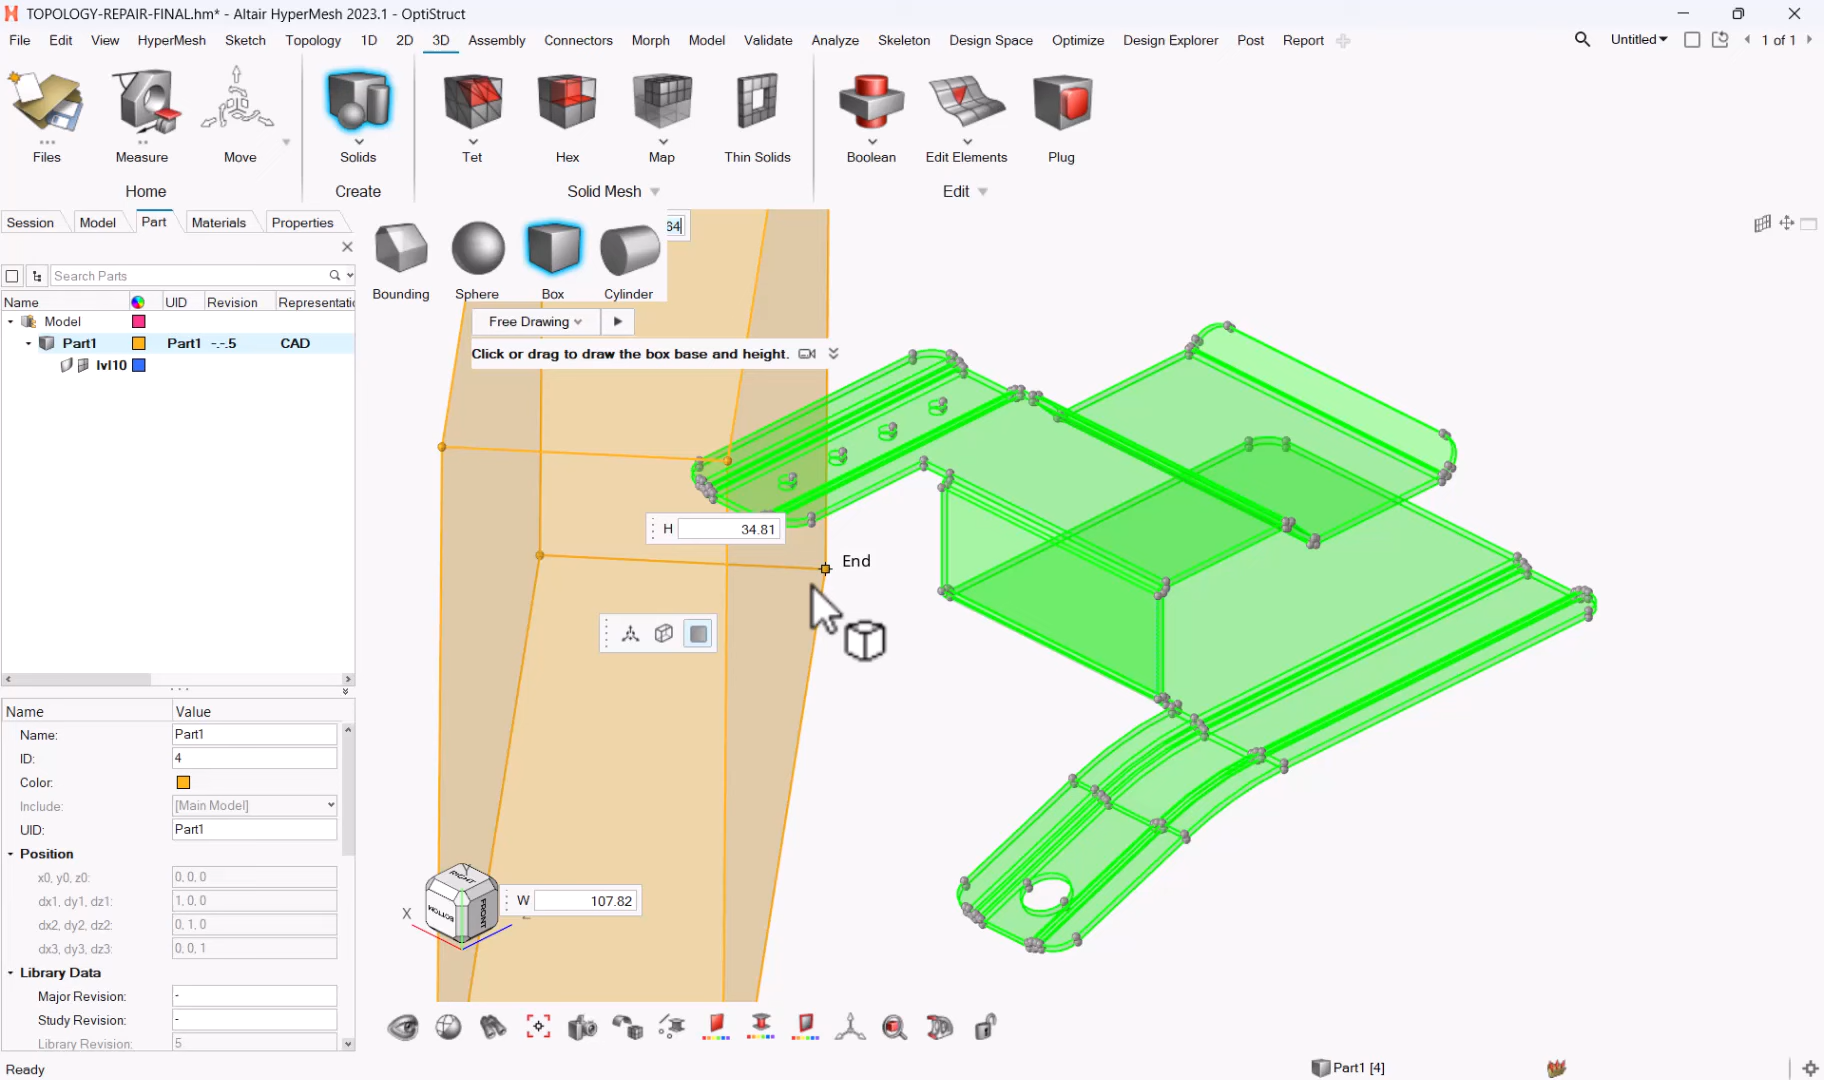 TOPOLOGY-REPAIR-FINAL.hm* - Altair HyperMesh 2023.1 - OptiStruct
File Edit View HyperMesh Sketch Topology 1D 2D 3D Assembly Connectors Morph Model Validate Analyze Skeleton Design Space Optimize Design Explorer Post Report Untitled 1 of 1
Files Measure Move Solids Tet Hex Map Thin Solids Boolean Edit Elements Plug
Home Create Solid Mesh Edit
Session Model Part Materials Properties
64
Search Parts
Bounding Sphere Box Cylinder
Name UID Revision Representatio
Model
Free Drawing
Part1 Part1 -.-.5 CAD
Click or drag to draw the box base and height.
lvl10
H 34.81
End
Name Value
Name: Part1
ID: 4
Color:
Include: [Main Model]
UID: Part1
Position
x0, y0, z0: 0, 0, 0
RIGHT
BOTTOM FRONT
W 107.82
dx1, dy1, dz1: 1, 0, 0
X
dx2, dy2, dz2: 0, 1, 0
dx3, dy3, dz3: 0, 0, 1
Library Data
Major Revision: -
Study Revision: -
Library Revision: 5
Ready
Part1 [4]